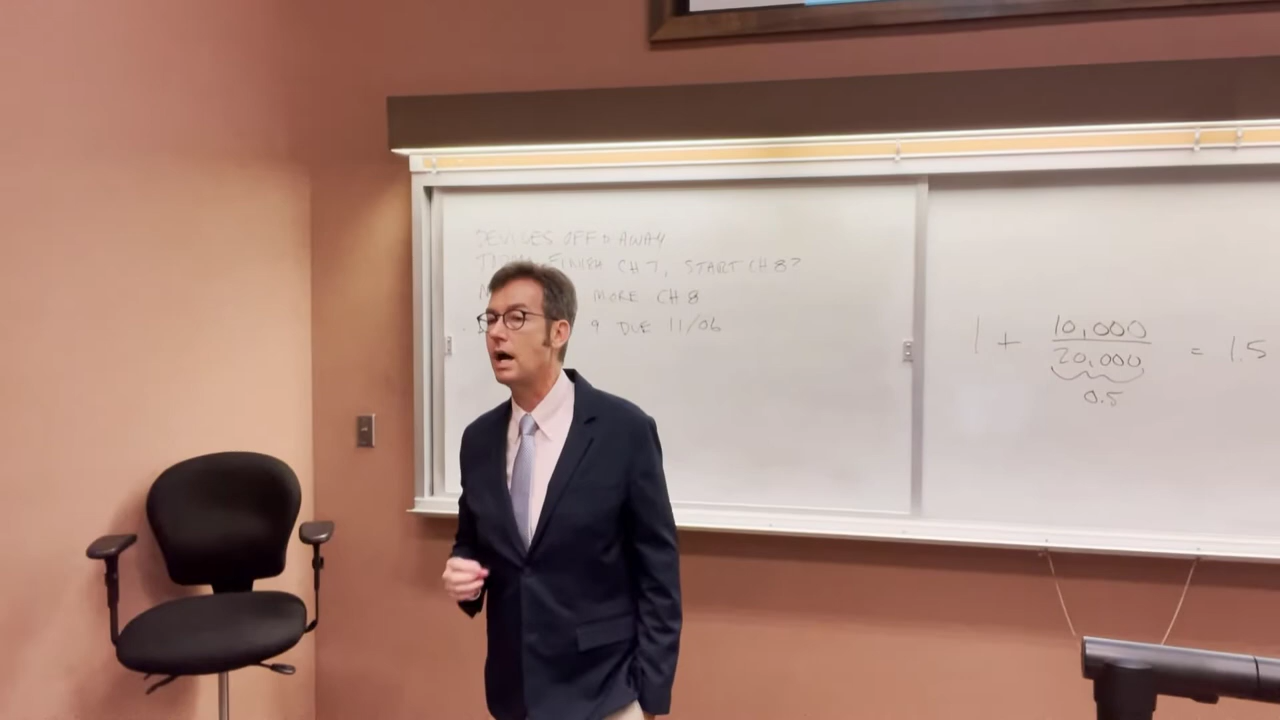 DEVICES OFF & AWAY
FINISH CH 7, START CH 8?
MORE CH 8
9 DUE 11/06
1 + 10,000 / 20,000 = 1.5
0.5